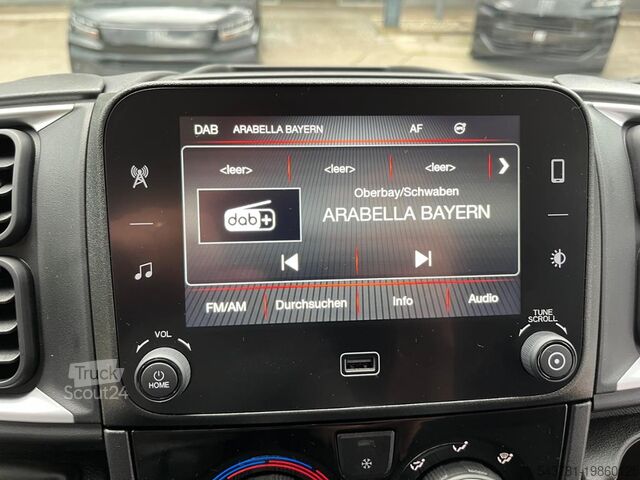 DAB ARABELLA BAYERN AF
<leer> <leer> <leer>
Oberbay/Schwaben
dab+ ARABELLA BAYERN
FM/AM Durchsuchen Info Audio
VOL
TUNE
SCROLL
HOME
Truck
Scout24